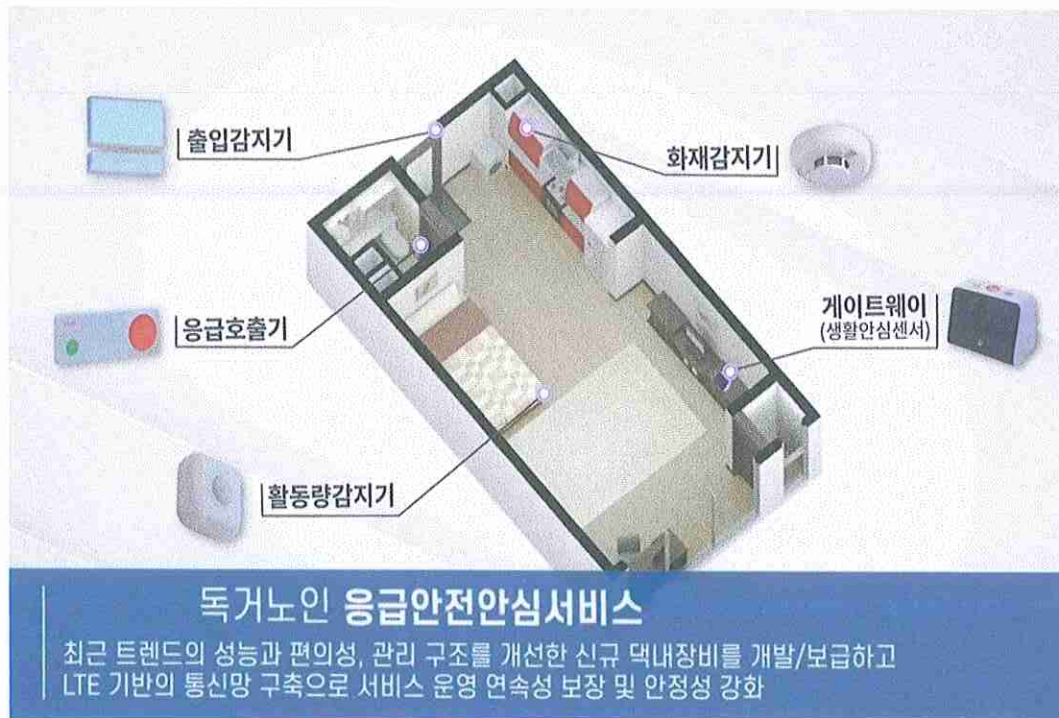 출입감지기
화재감지기
응급호출기
게이트웨이
(생활안심센서)
활동량감지기
독거노인 응급안전안심서비스
최근 트렌드의 성능과 편의성, 관리 구조를 개선한 신규 댁내장비를 개발/보급하고
LTE 기반의 통신망 구축으로 서비스 운영 연속성 보장 및 안정성 강화